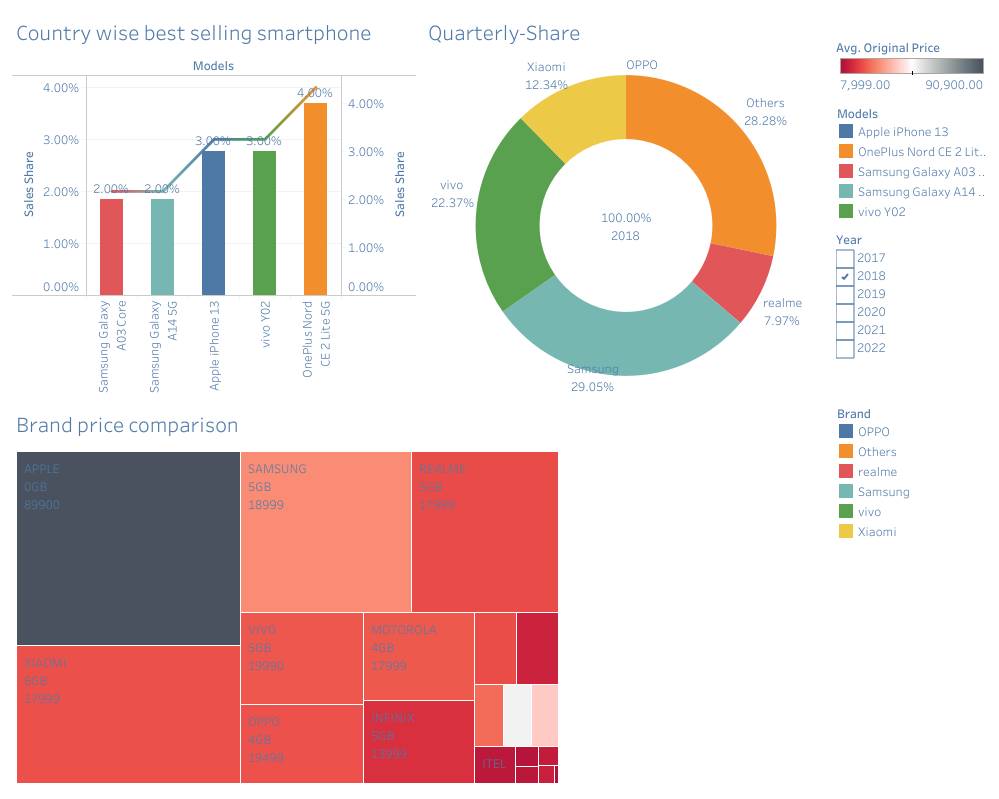 Country wise best selling smartphone
Models
4.00%
3.00%
2.00%
1.00%
0.00%
Sales Share
2.00%
2.00%
3.00%
3.00%
4.00%
4.00%
3.00%
2.00%
1.00%
0.00%
Sales Share
Samsung Galaxy
A03 Core
Samsung Galaxy
A14 5G
Apple iPhone 13
vivo Y02
OnePlus Nord
CE 2 Lite 5G
Quarterly-Share
Xiaomi
12.34%
OPPO
Others
28.28%
vivo
22.37%
100.00%
2018
realme
7.97%
Samsung
29.05%
Avg. Original Price
7,999.00
90,900.00
Models
Apple iPhone 13
OnePlus Nord CE 2 Lit..
Samsung Galaxy A03 ..
Samsung Galaxy A14 ..
vivo Y02
Year
2017
2018
2019
2020
2021
2022
Brand
OPPO
Others
realme
Samsung
vivo
Xiaomi
Brand price comparison
APPLE
0GB
89900
SAMSUNG
5GB
18999
REALME
5GB
XIAOMI
6GB
17999
VIVO
5GB
19990
MOTOROLA
4GB
17999
OPPO
4GB
INFINIX
5GB
ITEL